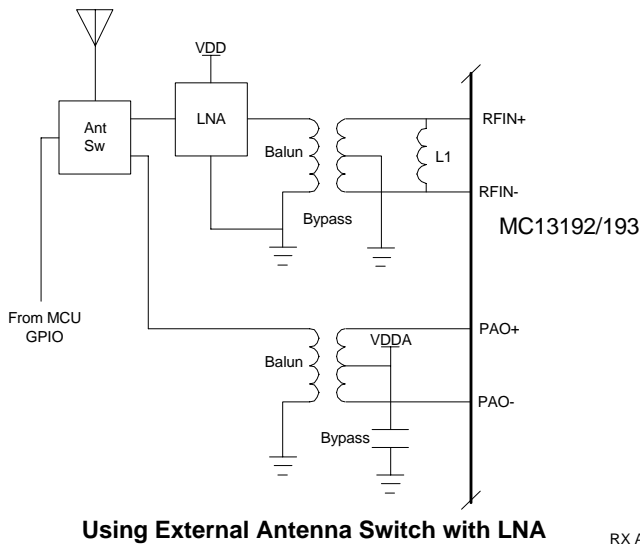 VDD
Ant
Sw
LNA
RFIN+
Balun
L1
RFIN-
Bypass
MC13192/193
From MCU
GPIO
PAO+
VDDA
Balun
PAO-
Bypass
Using External Antenna Switch with LNA
RX A